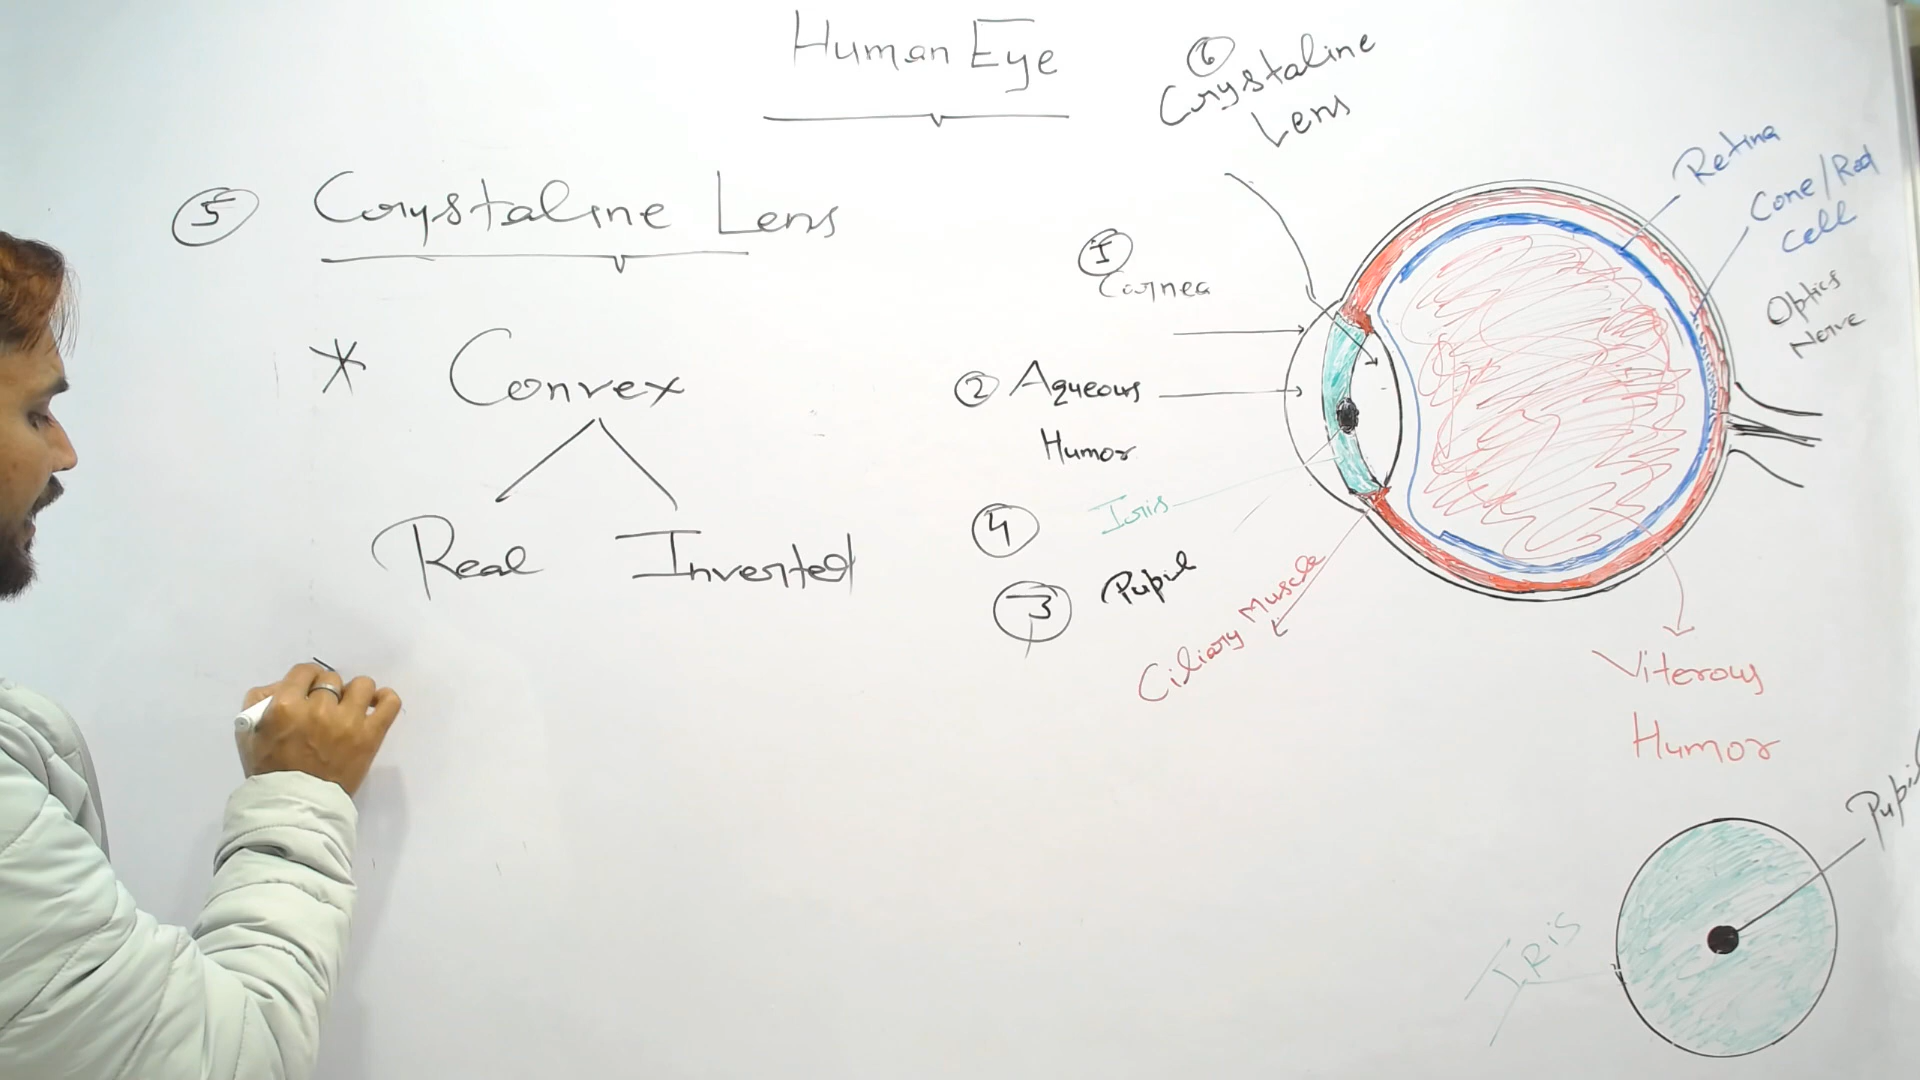 Human Eye
⑤ Crystaline Lens
* Convex
Real Inverted
⑥
Crystaline
Lens
①
Cornea
② Aqueous
Humor
④ Iris
③ Pupil
Ciliary Muscle
Retina
Cone/Rod
Cell
Optics
Nerve
Viterous
Humor
Pupil
IRIS